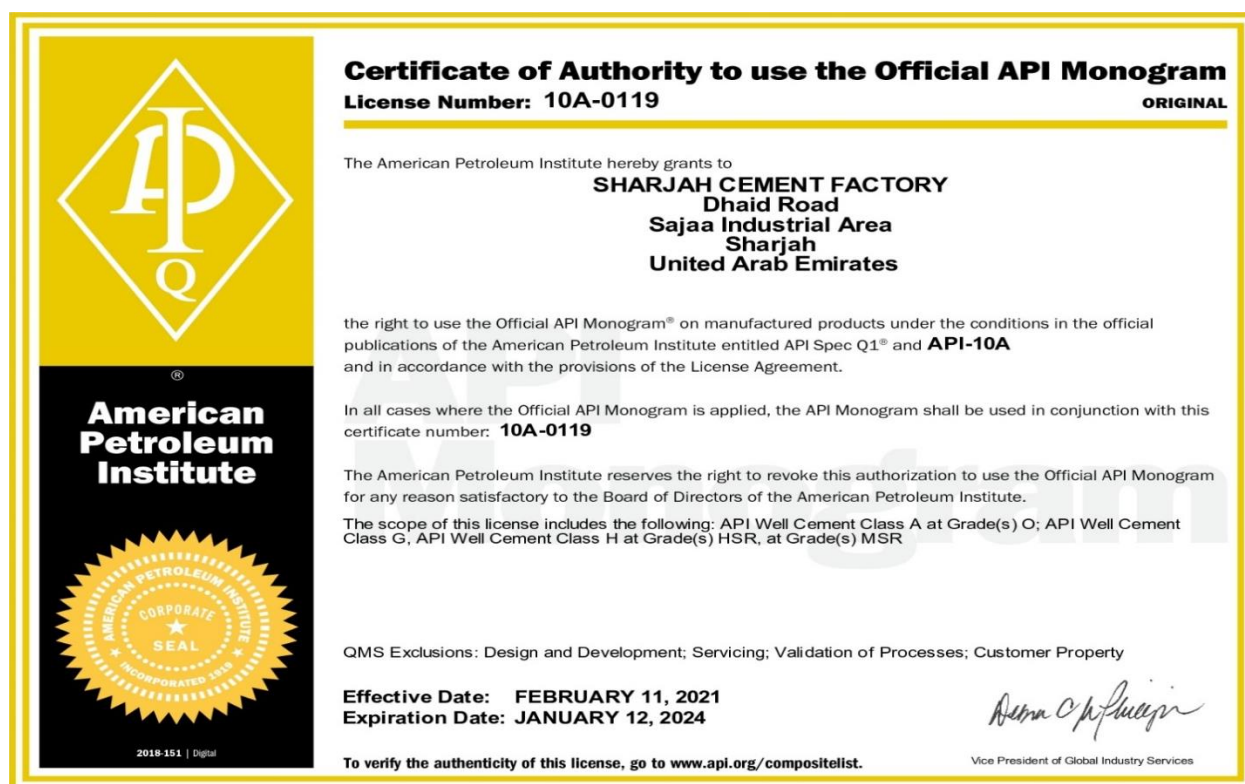 API
Q
®
American
Petroleum
Institute
AMERICAN PETROLEUM INSTITUTE
CORPORATE
SEAL
INCORPORATED 1919
2018-151 | Digital
Certificate of Authority to use the Official API Monogram
License Number: 10A-0119
ORIGINAL
The American Petroleum Institute hereby grants to
SHARJAH CEMENT FACTORY
Dhaid Road
Sajaa Industrial Area
Sharjah
United Arab Emirates
the right to use the Official API Monogram® on manufactured products under the conditions in the official
publications of the American Petroleum Institute entitled API Spec Q1® and API-10A
and in accordance with the provisions of the License Agreement.
In all cases where the Official API Monogram is applied, the API Monogram shall be used in conjunction with this
certificate number: 10A-0119
The American Petroleum Institute reserves the right to revoke this authorization to use the Official API Monogram
for any reason satisfactory to the Board of Directors of the American Petroleum Institute.
The scope of this license includes the following: API Well Cement Class A at Grade(s) O; API Well Cement
Class G, API Well Cement Class H at Grade(s) HSR, at Grade(s) MSR
API
Monogram
QMS Exclusions: Design and Development; Servicing; Validation of Processes; Customer Property
Effective Date: FEBRUARY 11, 2021
Expiration Date: JANUARY 12, 2024
To verify the authenticity of this license, go to www.api.org/compositelist.
Vice President of Global Industry Services